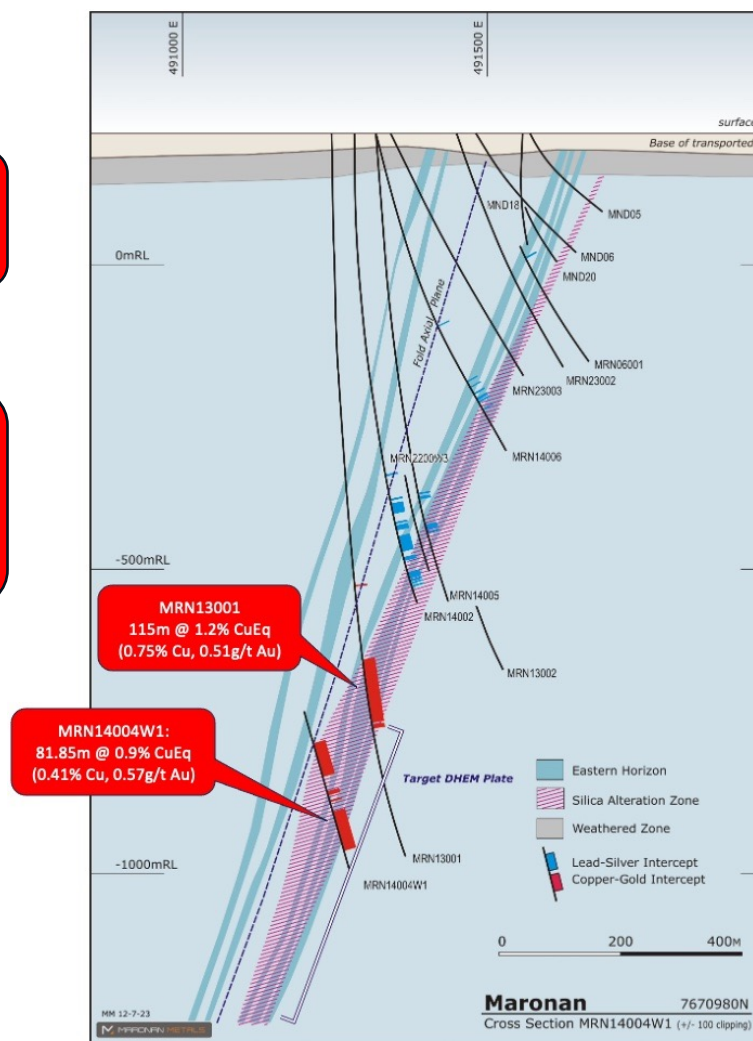 491000 E
491500 E
surface
Base of transported
MND18
MND05
0mRL
MND06
MND20
Fold Axial Plane
MRN06001
MRN23002
MRN23003
MRN14006
MRN2200W3
-500mRL
MRN14005
MRN14002
MRN13001
115m @ 1.2% CuEq
(0.75% Cu, 0.51g/t Au)
MRN13002
MRN14004W1:
81.85m @ 0.9% CuEq
(0.41% Cu, 0.57g/t Au)
Target DHEM Plate
Eastern Horizon
Silica Alteration Zone
Weathered Zone
Lead-Silver Intercept
Copper-Gold Intercept
-1000mRL
MRN13001
MRN14004W1
0 200 400M
Maronan 7670980N
Cross Section MRN14004W1 (+/- 100 clipping)
MM 12-7-23
MARONAN METALS